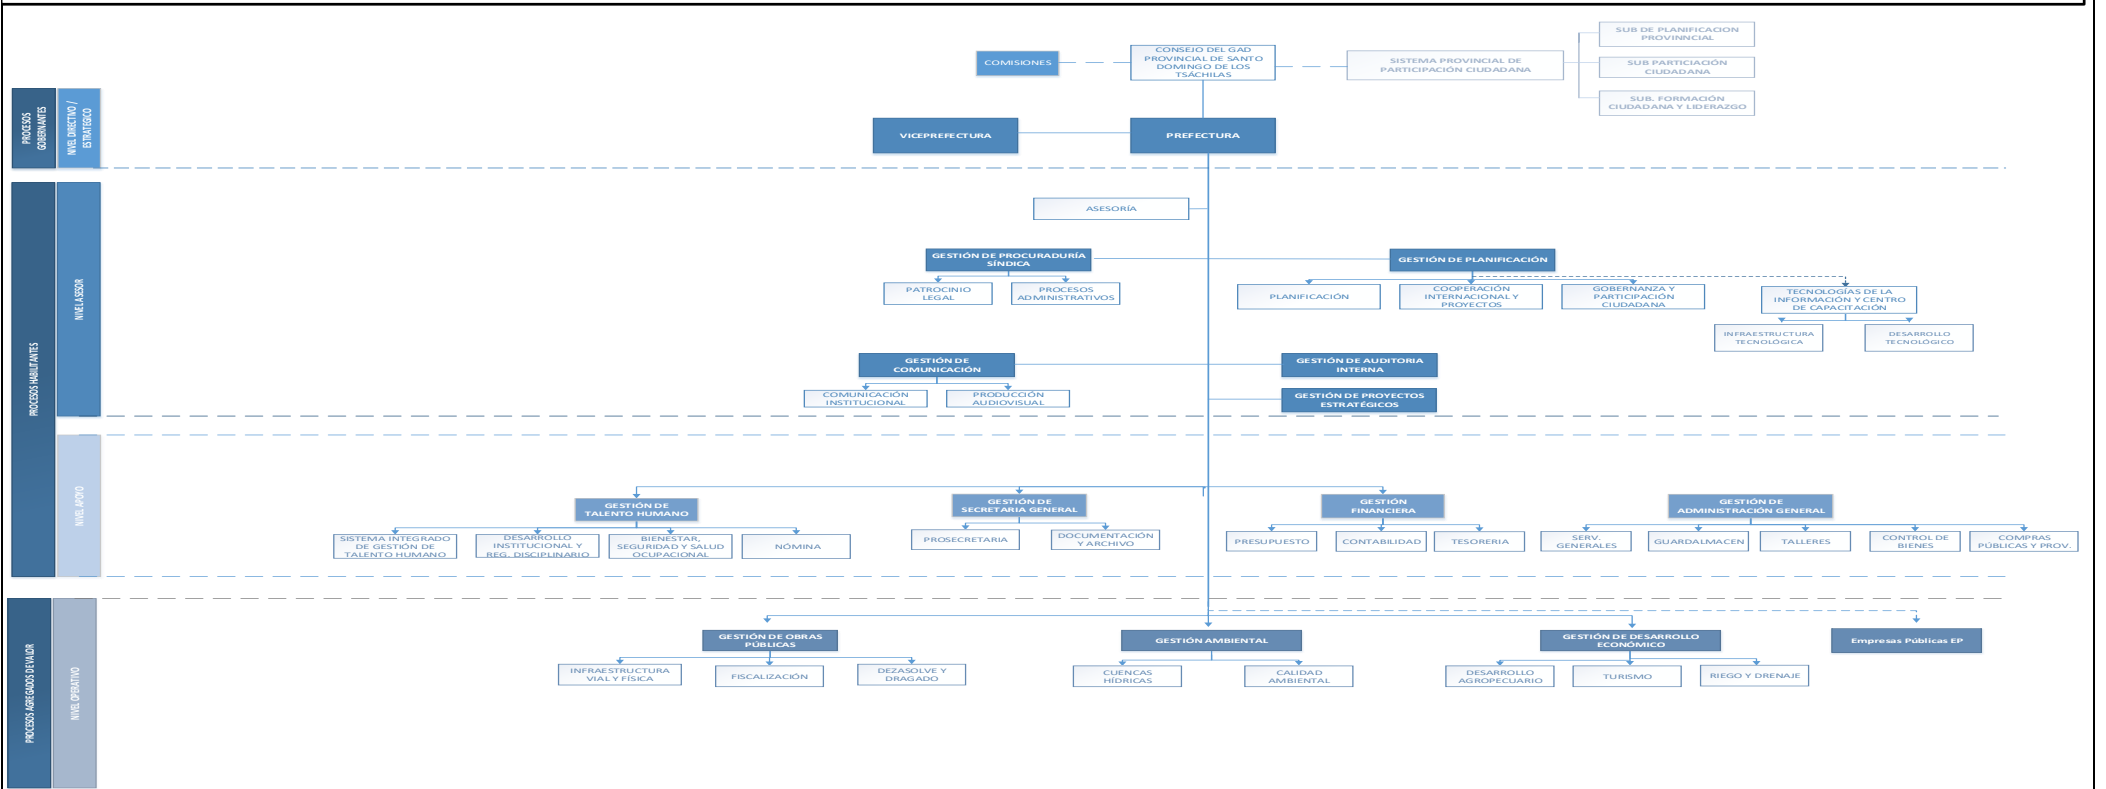 SUB DE PLANIFICACION
PROVINNCIAL
COMISIONES
CONSEJO DEL GAD
PROVINCIAL DE SANTO
DOMINGO DE LOS
TSÁCHILAS
SISTEMA PROVINCIAL DE
PARTICIPACIÓN CIUDADANA
SUB PARTICIACIÓN
CIUDADANA
SUB. FORMACIÓN
CIUDADANA Y LIDERAZGO
PROCESOS
GOBERNANTES
NIVEL DIRECTIVO /
ESTRATEGICO
VICEPREFECTURA
PREFECTURA
PROCESOS HABILITANTES
NIVEL ASESOR
ASESORÍA
GESTIÓN DE PROCURADURÍA
SÍNDICA
GESTIÓN DE PLANIFICACIÓN
PATROCINIO
LEGAL
PROCESOS
ADMINISTRATIVOS
PLANIFICACIÓN
COOPERACIÓN
INTERNACIONAL Y
PROYECTOS
GOBERNANZA Y
PARTICIPACIÓN
CIUDADANA
TECNOLOGÍAS DE LA
INFORMACIÓN Y CENTRO
DE CAPACITACIÓN
INFRAESTRUCTURA
TECNOLÓGICA
DESARROLLO
TECNOLÓGICO
GESTIÓN DE
COMUNICACIÓN
GESTIÓN DE AUDITORIA
INTERNA
COMUNICACIÓN
INSTITUCIONAL
PRODUCCIÓN
AUDIOVISUAL
GESTIÓN DE PROYECTOS
ESTRATÉGICOS
NIVEL APOYO
GESTIÓN DE
TALENTO HUMANO
GESTIÓN DE
SECRETARIA GENERAL
GESTIÓN
FINANCIERA
GESTIÓN DE
ADMINISTRACIÓN GENERAL
SISTEMA INTEGRADO
DE GESTIÓN DE
TALENTO HUMANO
DESARROLLO
INSTITUCIONAL Y
REG. DISCIPLINARIO
BIENESTAR,
SEGURIDAD Y SALUD
OCUPACIONAL
NÓMINA
PROSECRETARIA
DOCUMENTACIÓN
Y ARCHIVO
PRESUPUESTO
CONTABILIDAD
TESORERIA
SERV.
GENERALES
GUARDALMACEN
TALLERES
CONTROL DE
BIENES
COMPRAS
PÚBLICAS Y PROV.
PROCESOS AGREGADOS DE VALOR
NIVEL OPERATIVO
GESTIÓN DE OBRAS
PÚBLICAS
GESTIÓN AMBIENTAL
GESTIÓN DE DESARROLLO
ECONÓMICO
Empresas Públicas EP
INFRAESTRUCTURA
VIAL Y FÍSICA
FISCALIZACIÓN
DEZASOLVE Y
DRAGADO
CUENCAS
HÍDRICAS
CALIDAD
AMBIENTAL
DESARROLLO
AGROPECUARIO
TURISMO
RIEGO Y DRENAJE